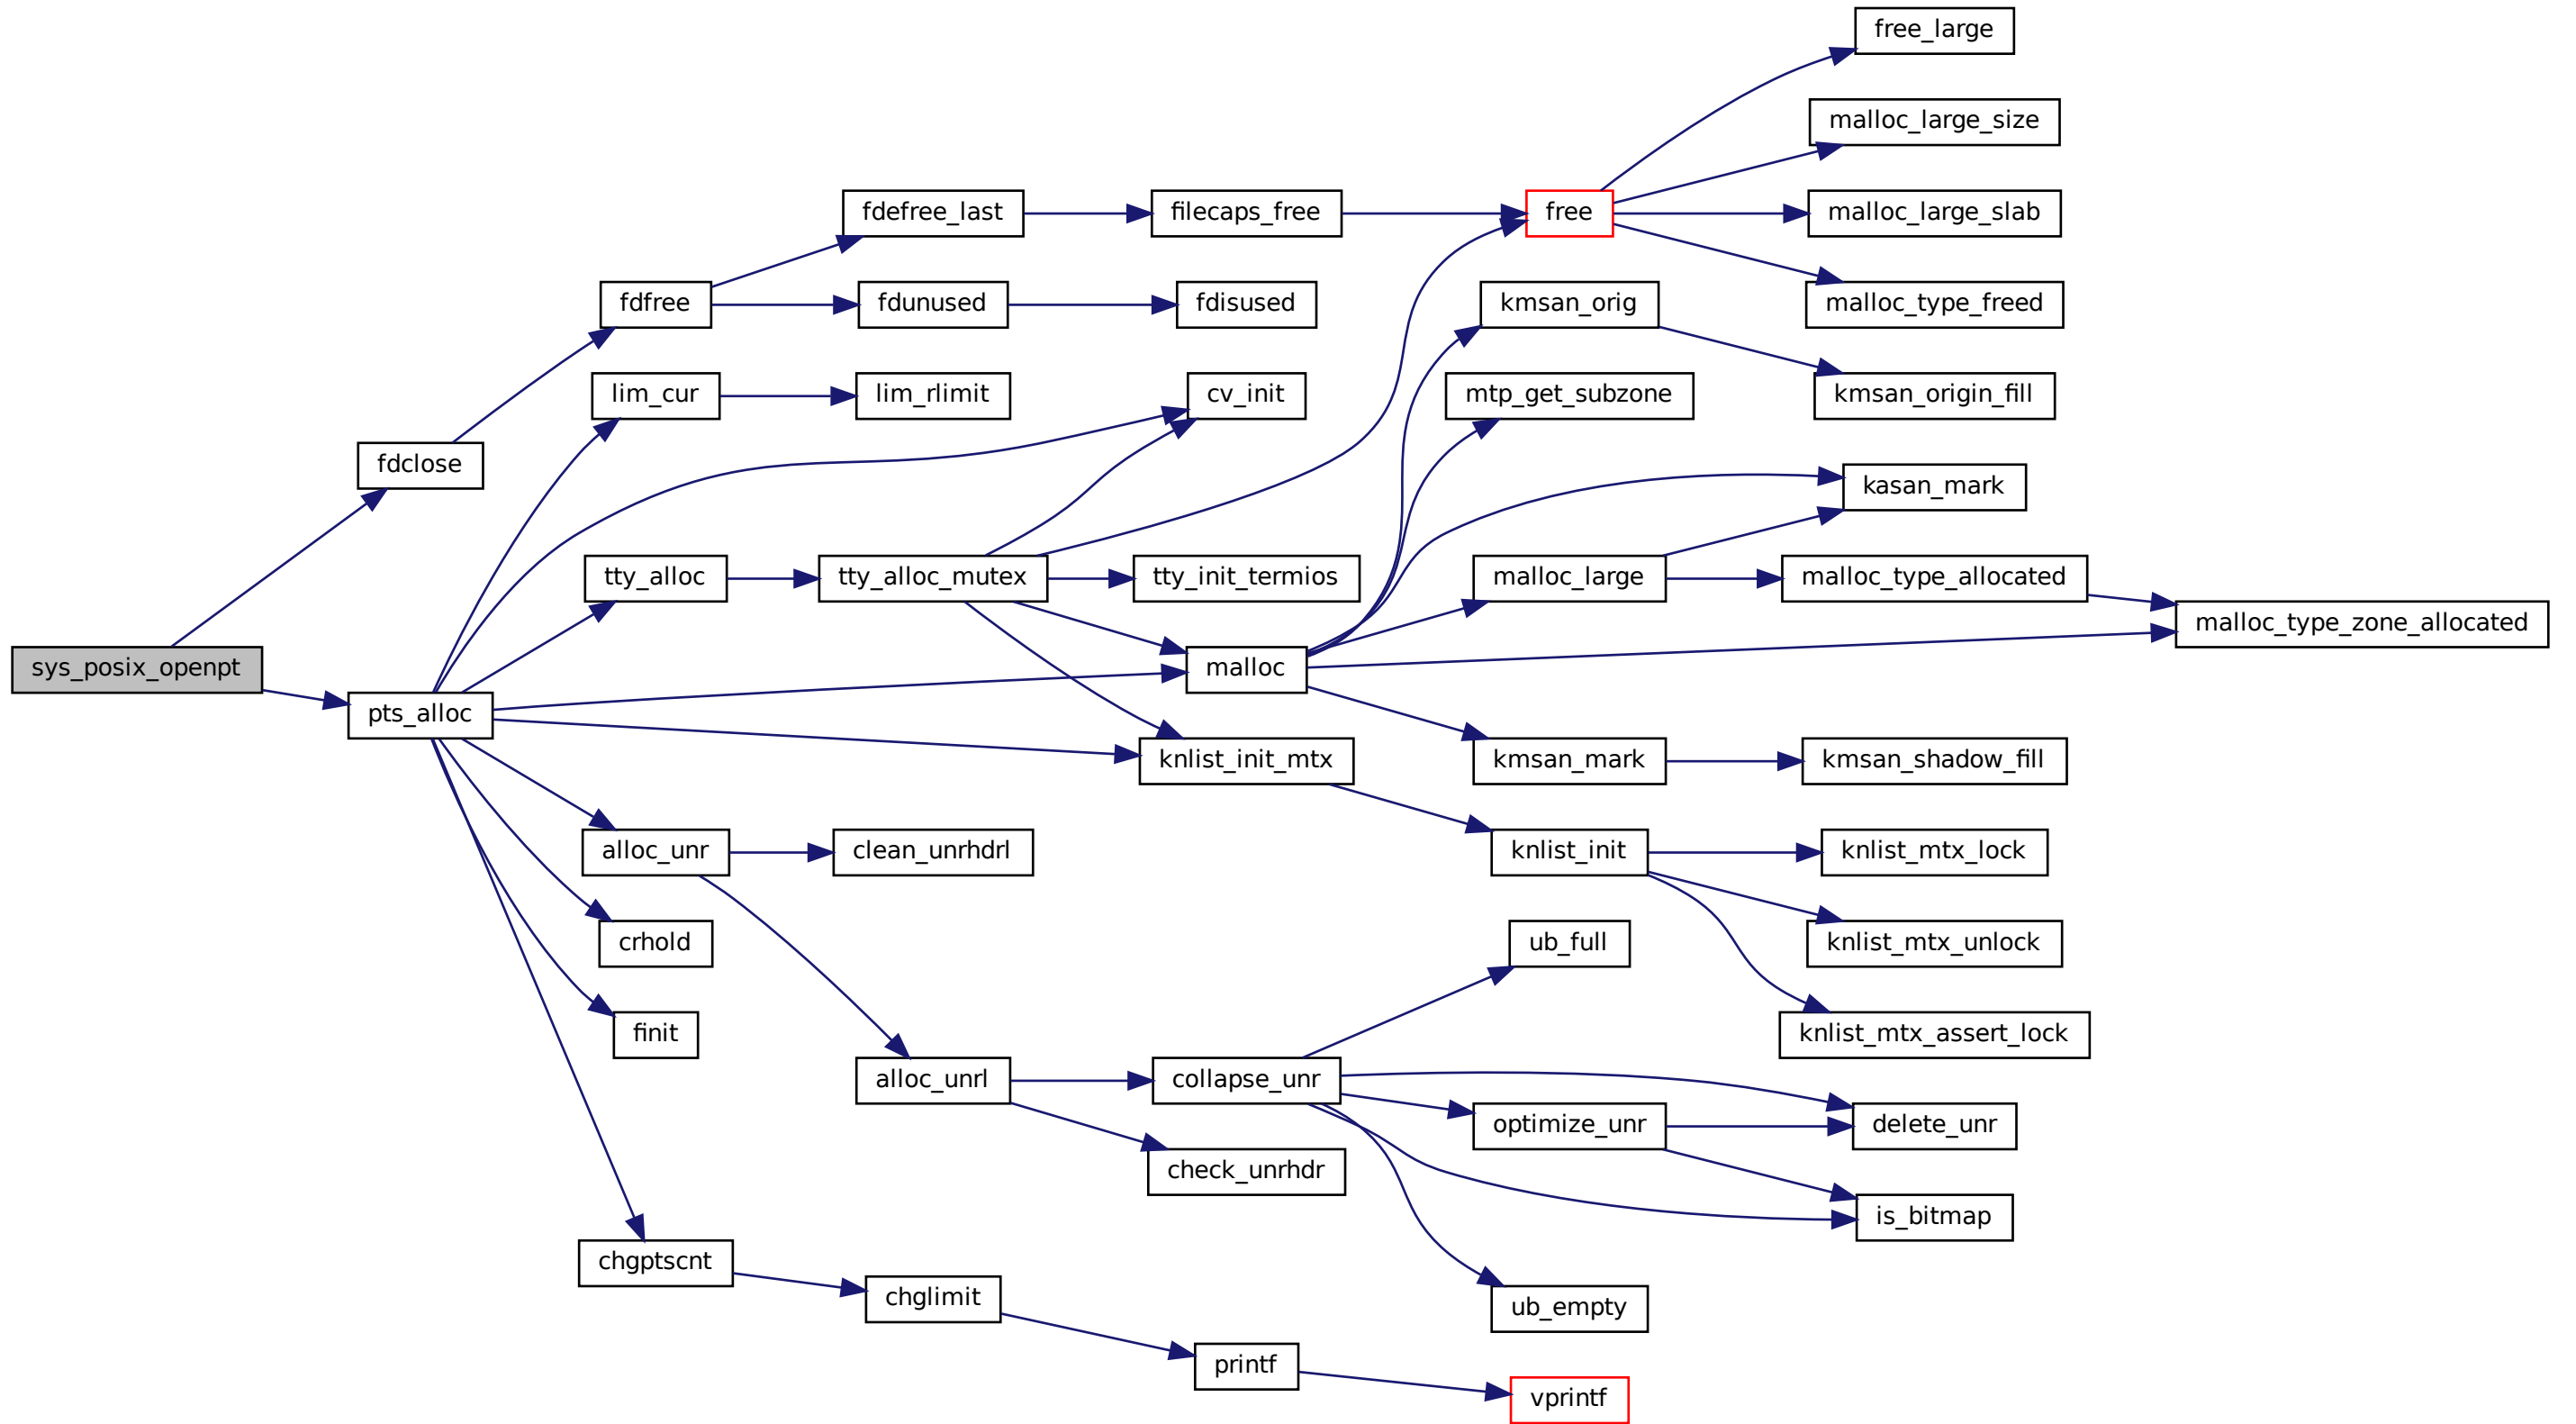 free_large
malloc_large_size
fdefree_last
filecaps_free
free
malloc_large_slab
fdfree
fdunused
fdisused
kmsan_orig
malloc_type_freed
lim_cur
lim_rlimit
cv_init
mtp_get_subzone
kmsan_origin_fill
fdclose
kasan_mark
tty_alloc
tty_alloc_mutex
tty_init_termios
malloc_large
malloc_type_allocated
malloc_type_zone_allocated
sys_posix_openpt
malloc
pts_alloc
knlist_init_mtx
kmsan_mark
kmsan_shadow_fill
alloc_unr
clean_unrhdrl
knlist_init
knlist_mtx_lock
crhold
ub_full
knlist_mtx_unlock
finit
knlist_mtx_assert_lock
alloc_unrl
collapse_unr
optimize_unr
delete_unr
check_unrhdr
is_bitmap
chgptscnt
chglimit
ub_empty
printf
vprintf